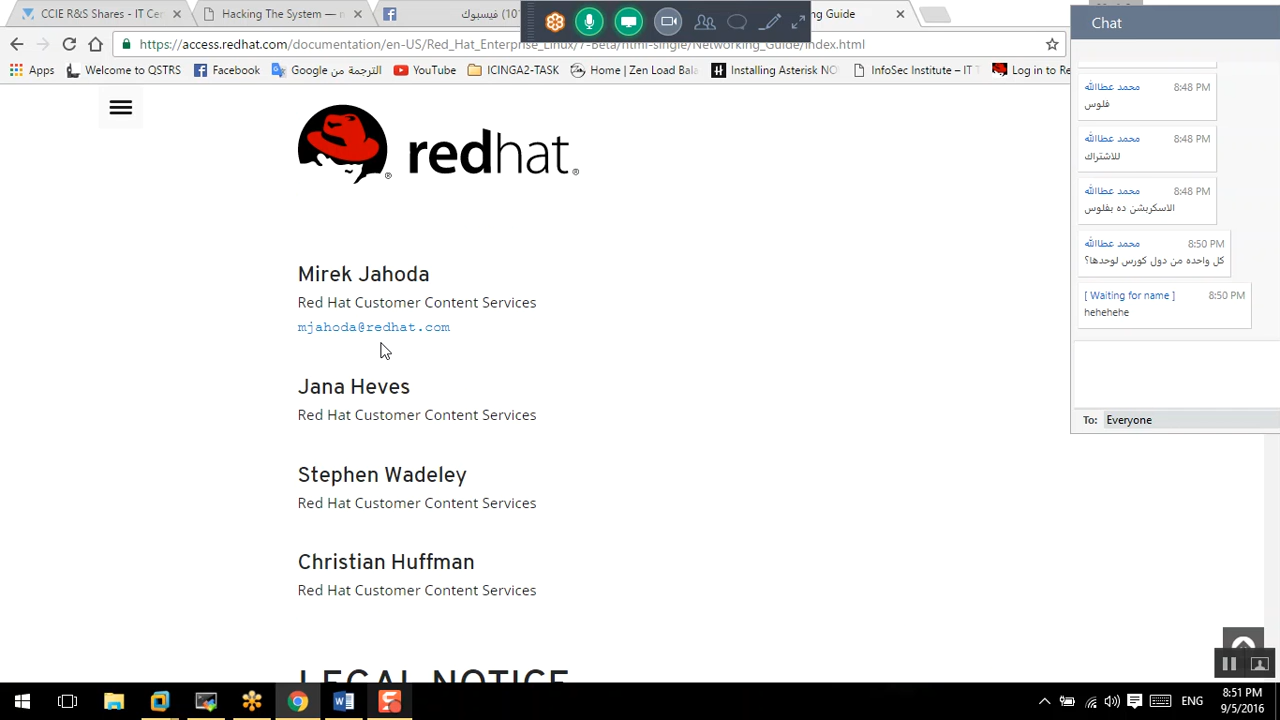 CCIE R&S Shares - IT Cer
Hacking The System —
فيسبوك
ing Guide
https://access.redhat.com/documentation/en-US/Red_Hat_Enterprise_Linux/7-Beta/html-single/Networking_Guide/index.html
Apps
Welcome to QSTRS
Facebook
الترجمة من Google
YouTube
ICINGA2-TASK
Home | Zen Load Bala
Installing Asterisk NO
InfoSec Institute – IT T
Log in to Re
redhat
Mirek Jahoda
Red Hat Customer Content Services
mjahoda@redhat.com
Jana Heves
Red Hat Customer Content Services
Stephen Wadeley
Red Hat Customer Content Services
Christian Huffman
Red Hat Customer Content Services
LEGAL NOTICE
Chat
محمد عطاالله 8:48 PM
فلوس
محمد عطاالله 8:48 PM
للاشتراك
محمد عطاالله 8:48 PM
الاسكربشن ده بفلوس
محمد عطاالله 8:50 PM
كل واحده من دول كورس لوحدها؟
[ Waiting for name ] 8:50 PM
hehehehe
To: Everyone
ENG
8:51 PM
9/5/2016